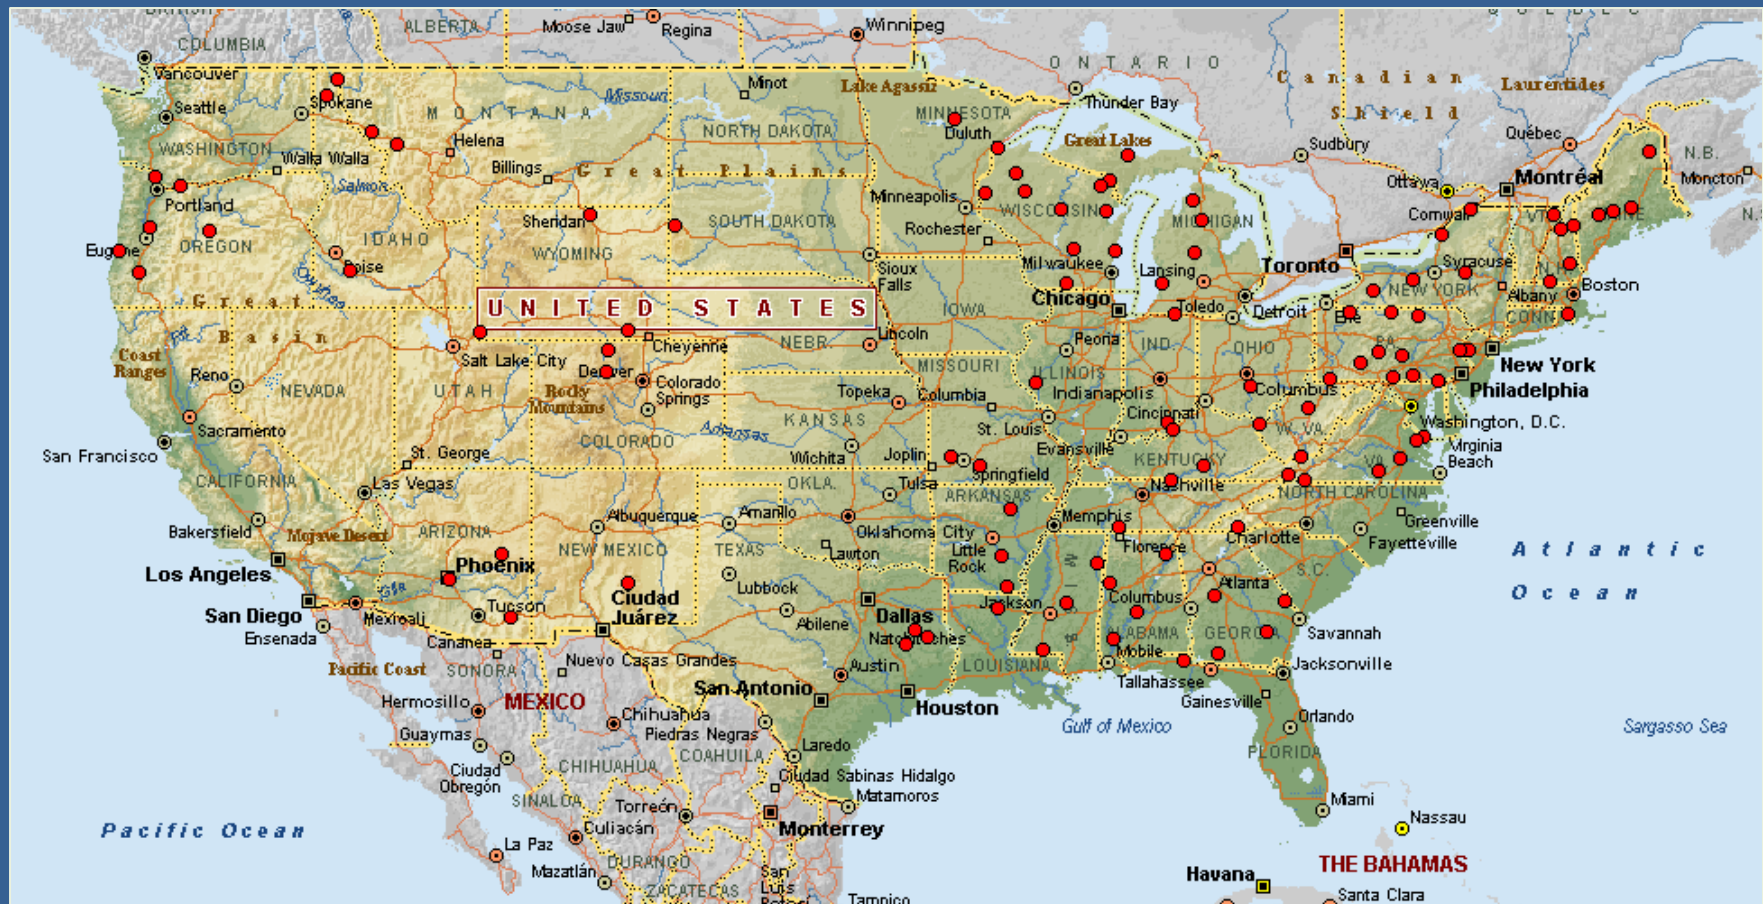 BRITISH
COLUMBIA
ALBERTA
Moose Jaw
Regina
Winnipeg
QUEBEC
ONTARIO
Canadian
Shield
Laurentides
Vancouver
Seattle
Spokane
WASHINGTON
Walla Walla
MONTANA
Missouri
Helena
Billings
Great Plains
Minot
NORTH DAKOTA
Lake Agassiz
MINNESOTA
Duluth
Thunder Bay
Great Lakes
Sudbury
Québec
Ottawa
Montréal
N.B.
Moncton
N.
Cornwall
VT
MAINE
Portland
Salmon
Eugene
OREGON
IDAHO
Boise
Owyhee
Sheridan
WYOMING
SOUTH DAKOTA
Minneapolis
Rochester
WISCONSIN
MICHIGAN
Milwaukee
Lansing
Toronto
Syracuse
NEW YORK
N.H.
Boston
Albany
CONN.
Great
Basin
UNITED STATES
Sioux
Falls
IOWA
Chicago
Toledo
Detroit
Erie
Coast
Ranges
Reno
NEVADA
Salt Lake City
UTAH
Cheyenne
NEBR.
Lincoln
Denver
Rocky
Mountains
Colorado
Springs
COLORADO
Topeka
Columbia
MISSOURI
Peoria
ILLINOIS
IND.
Indianapolis
OHIO
Columbus
PA.
New York
Philadelphia
Washington, D.C.
Sacramento
San Francisco
St. George
CALIFORNIA
Las Vegas
Arkansas
KANSAS
Wichita
Joplin
St. Louis
Springfield
Evansville
Cincinnati
KENTUCKY
W. VA.
VA.
Virginia
Beach
Nashville
NORTH CAROLINA
Greenville
Fayetteville
Charlotte
Bakersfield
Mojave Desert
ARIZONA
Albuquerque
NEW MEXICO
Amarillo
TEXAS
OKLA.
Tulsa
Oklahoma City
Lawton
ARKANSAS
Little
Rock
Memphis
Florence
Atlanta
S.C.
Atlantic
Ocean
Los Angeles
Phoenix
Gila
San Diego
Ensenada
Mexicali
Tucson
Cananea
Ciudad
Juárez
Lubbock
Abilene
Dallas
Natchitoches
Jackson
MISS
Columbus
ALABAMA
GEORGIA
Savannah
Pacific Coast
SONORA
Nuevo Casas Grandes
Austin
LOUISIANA
Mobile
Tallahassee
Jacksonville
Gainesville
San Antonio
Houston
Hermosillo
MEXICO
Chihuahua
Piedras Negras
Gulf of Mexico
Orlando
FLORIDA
Sargasso Sea
Guaymas
Ciudad
Obregón
CHIHUAHUA
COAHUILA
Laredo
Ciudad Sabinas Hidalgo
Matamoros
SINALOA
Torreón
Miami
Nassau
Pacific Ocean
Culiacán
Monterrey
La Paz
Mazatlán
DURANGO
ZACATECAS
San
Luis
Potosí
Tampico
THE BAHAMAS
Havana
Santa Clara